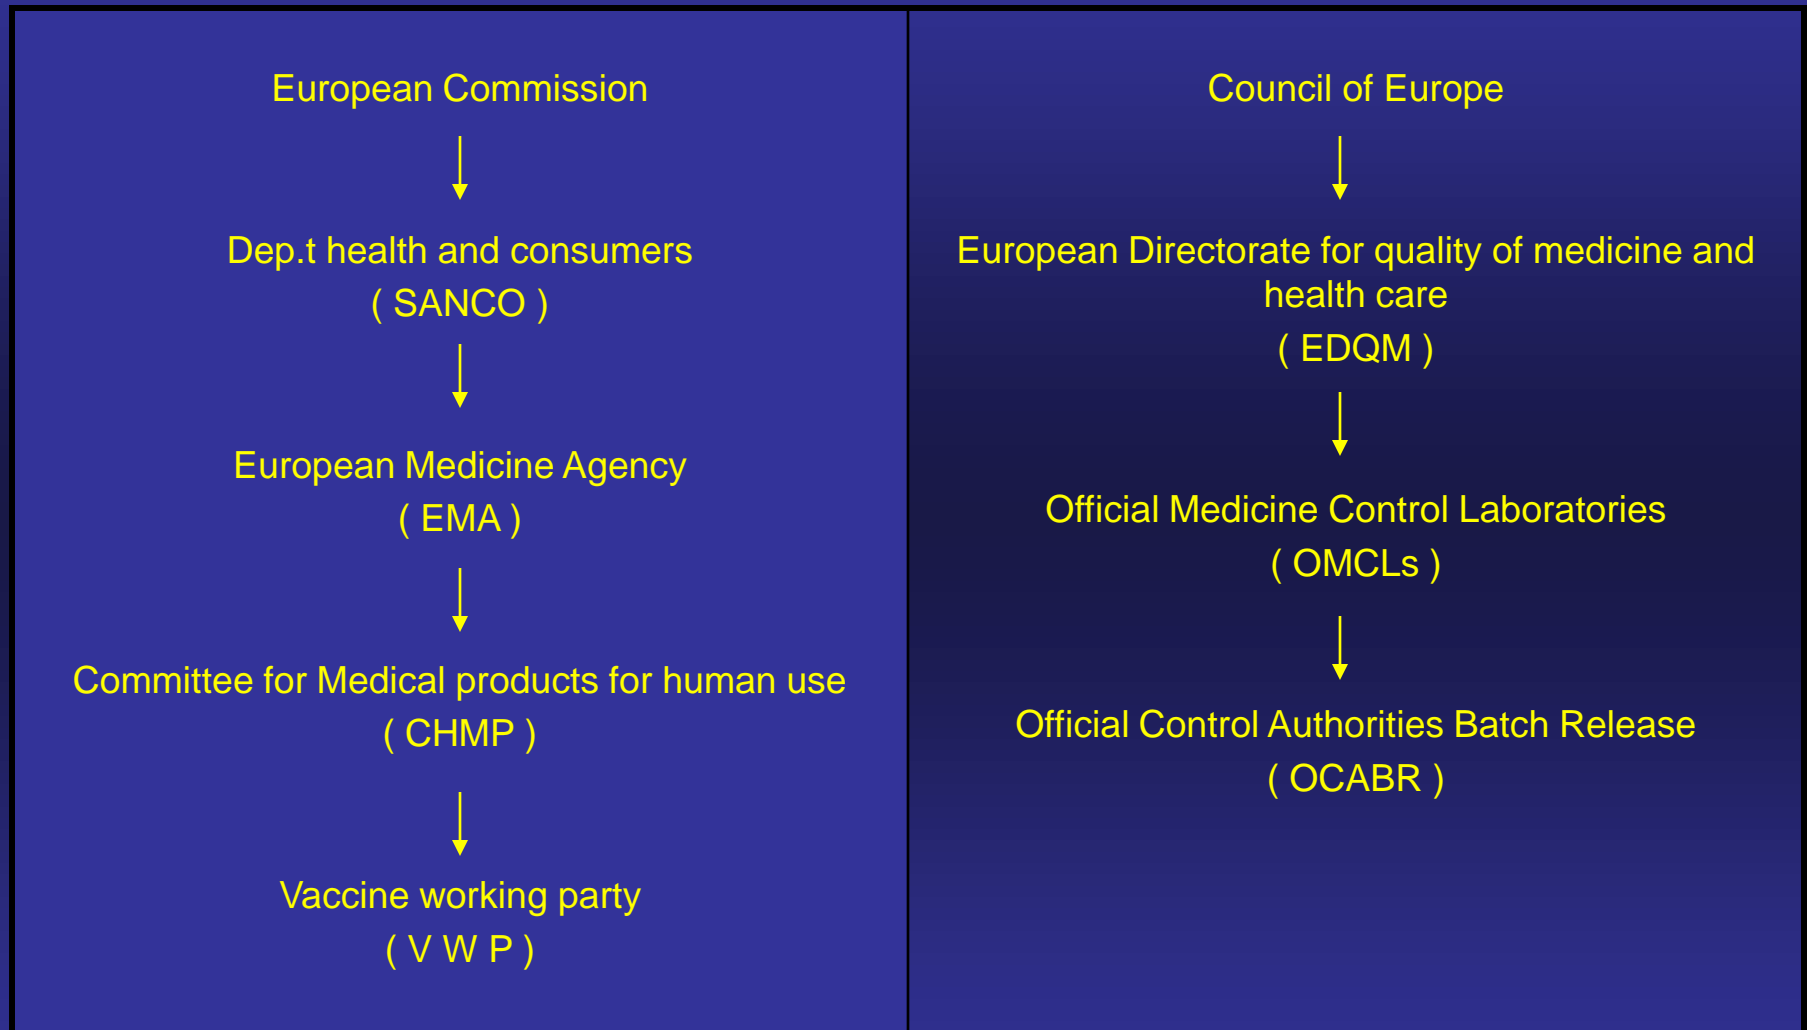 European Commission
Dep.t health and consumers
( SANCO )
European Medicine Agency
( EMA )
Committee for Medical products for human use
( CHMP )
Vaccine working party
( V W P )
Council of Europe
European Directorate for quality of medicine and
health care
( EDQM )
Official Medicine Control Laboratories
( OMCLs )
Official Control Authorities Batch Release
( OCABR )